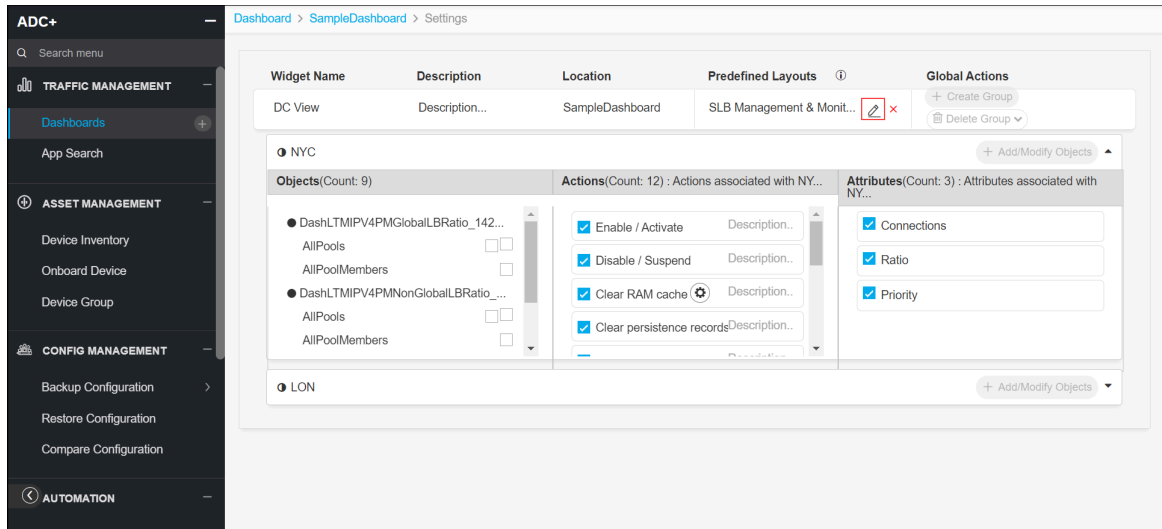 ADC+
Search menu
TRAFFIC MANAGEMENT
Dashboards
App Search
ASSET MANAGEMENT
Device Inventory
Onboard Device
Device Group
CONFIG MANAGEMENT
Backup Configuration
Restore Configuration
Compare Configuration
AUTOMATION
Dashboard > SampleDashboard > Settings
Widget Name Description Location Predefined Layouts Global Actions
DC View Description... SampleDashboard SLB Management & Monit...
+ Create Group
Delete Group
NYC + Add/Modify Objects
Objects(Count: 9)
Actions(Count: 12) : Actions associated with NY...
Attributes(Count: 3) : Attributes associated with
NY...
DashLTMIPV4PMGlobalLBRatio_142...
AllPools
AllPoolMembers
DashLTMIPV4PMNonGlobalLBRatio_...
AllPools
AllPoolMembers
Enable / Activate Description..
Disable / Suspend Description..
Clear RAM cache Description..
Clear persistence records Description..
Connections
Ratio
Priority
LON + Add/Modify Objects